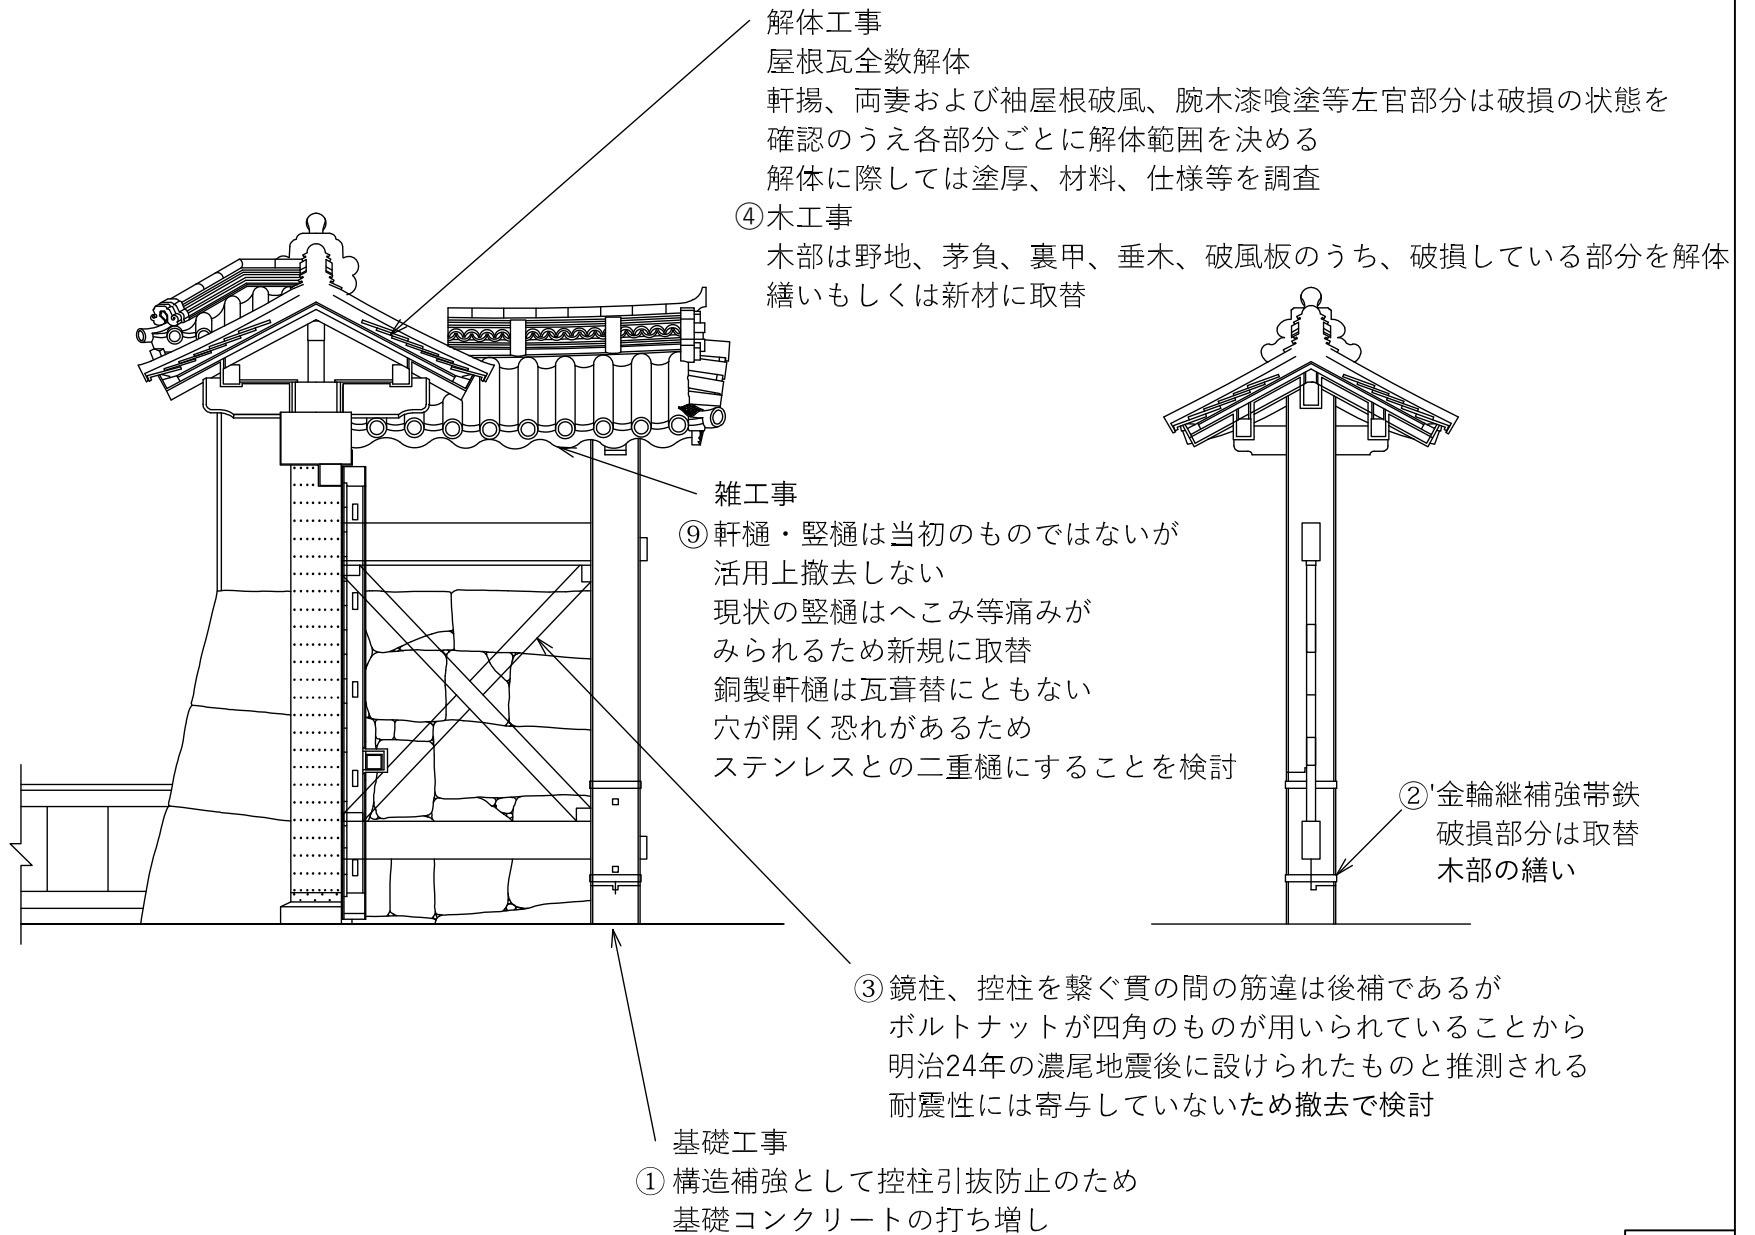 解体工事
屋根瓦全数解体
軒揚、両妻および袖屋根破風、腕木漆喰塗等左官部分は破損の状態を
確認のうえ各部分ごとに解体範囲を決める
解体に際しては塗厚、材料、仕様等を調査
④木工事
木部は野地、茅負、裏甲、垂木、破風板のうち、破損している部分を解体
繕いもしくは新材に取替
雑工事
⑨軒樋・竪樋は当初のものではないが
活用上撤去しない
現状の竪樋はへこみ等痛みが
みられるため新規に取替
銅製軒樋は瓦葺替にともない
穴が開く恐れがあるため
ステンレスとの二重樋にすることを検討
②'金輪継補強帯鉄
破損部分は取替
木部の繕い
③鏡柱、控柱を繋ぐ貫の間の筋違は後補であるが
ボルトナットが四角のものが用いられていることから
明治24年の濃尾地震後に設けられたものと推測される
耐震性には寄与していないため撤去で検討
基礎工事
①構造補強として控柱引抜防止のため
基礎コンクリートの打ち増し